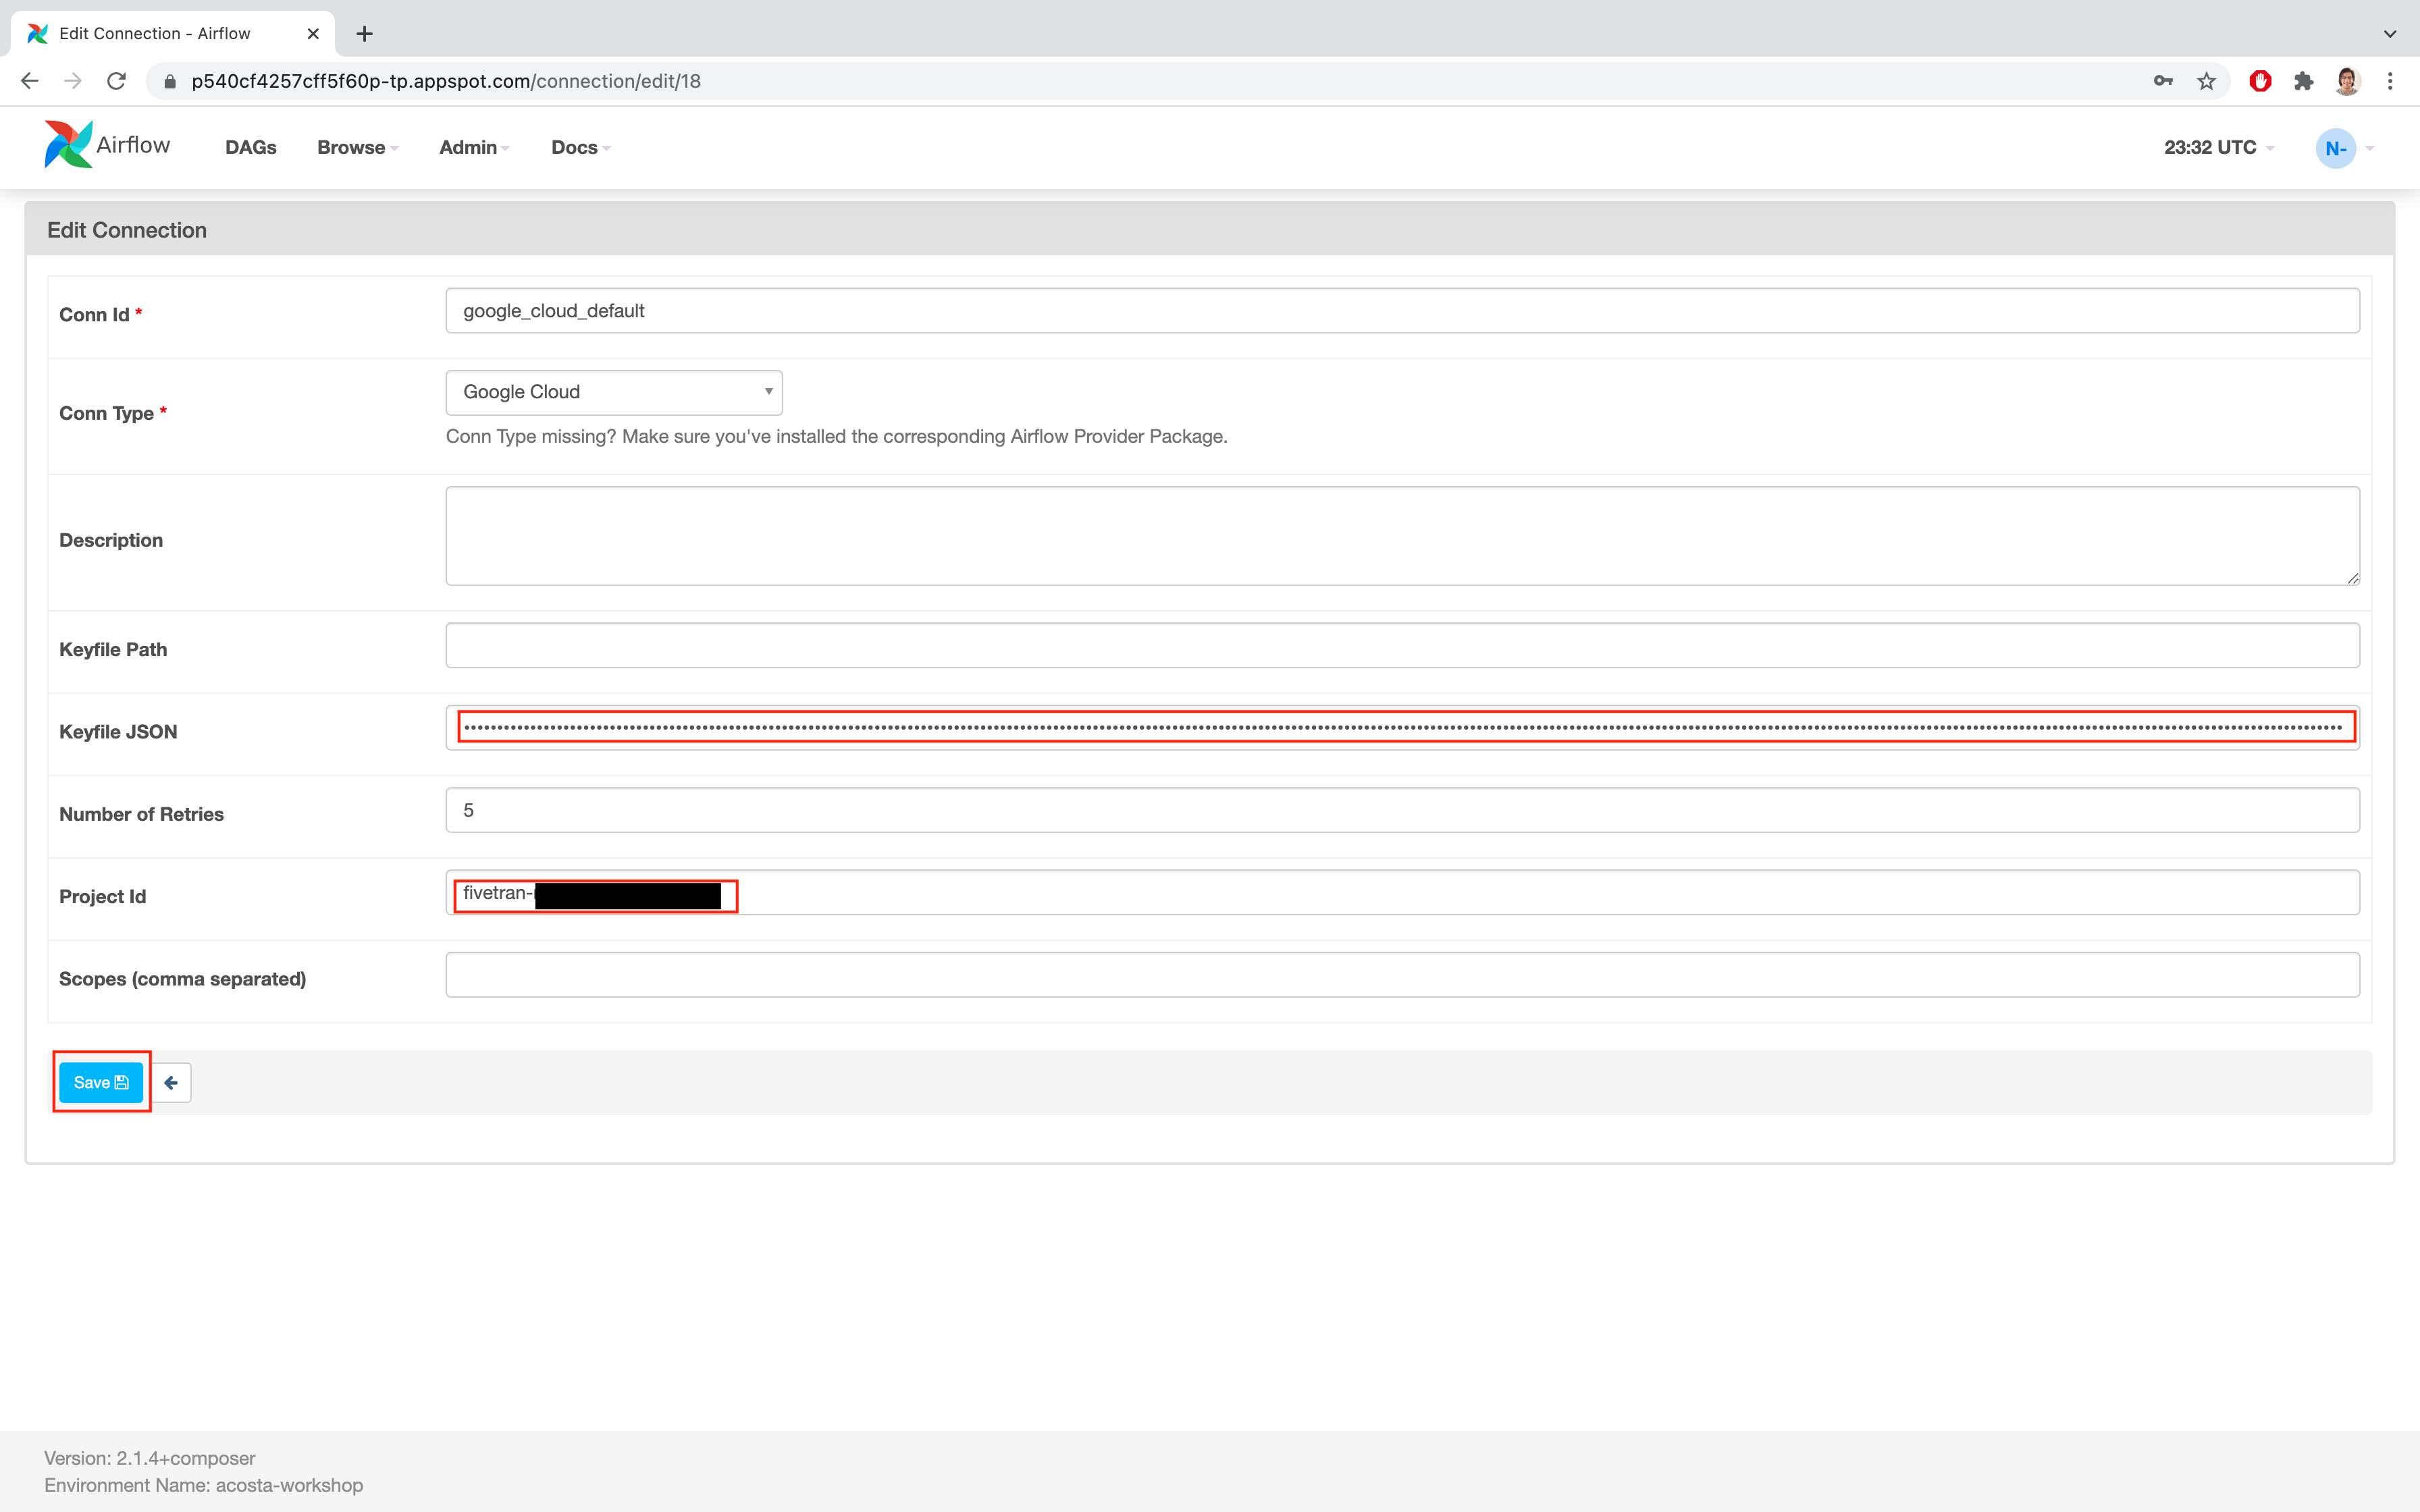 Edit Connection - Airflow
p540cf4257cff5f60p-tp.appspot.com/connection/edit/18
Airflow DAGs Browse Admin Docs 23:32 UTC N-
Edit Connection
Conn Id * google_cloud_default
Conn Type * Google Cloud
Conn Type missing? Make sure you've installed the corresponding Airflow Provider Package.
Description
Keyfile Path
Keyfile JSON
Number of Retries 5
Project Id fivetran-
Scopes (comma separated)
Save
Version: 2.1.4+composer
Environment Name: acosta-workshop